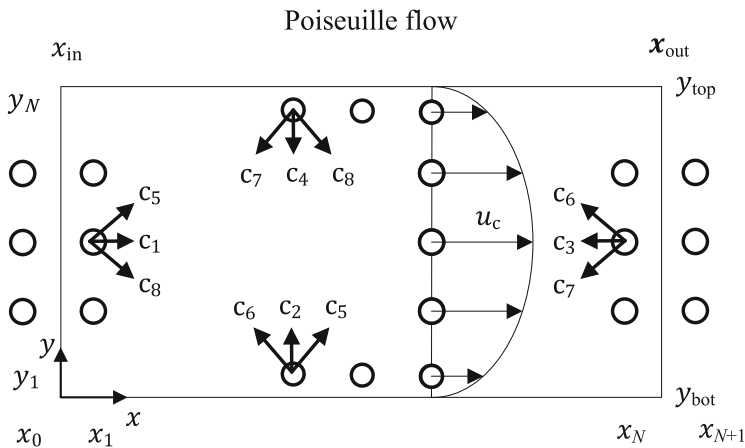 Poiseuille flow
x_in x_out
y_N y_top
c_7 c_4 c_8
c_5 c_6
c_1 u_c c_3
c_8 c_7
c_6 c_2 c_5
y
y_1 x y_bot
x_0 x_1 x_N x_{N+1}